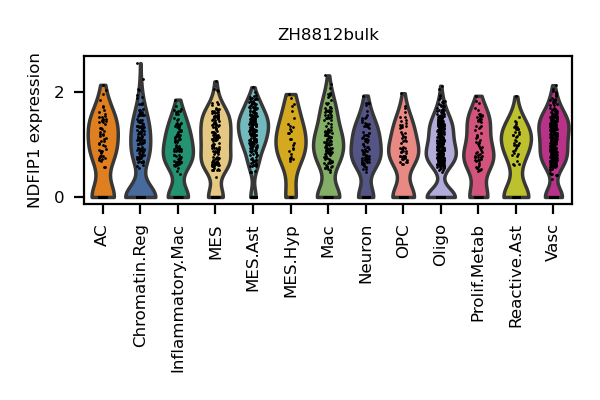 ZH8812bulk
NDFIP1 expression
2
0
AC
Chromatin.Reg
Inflammatory.Mac
MES
MES.Ast
MES.Hyp
Mac
Neuron
OPC
Oligo
Prolif.Metab
Reactive.Ast
Vasc